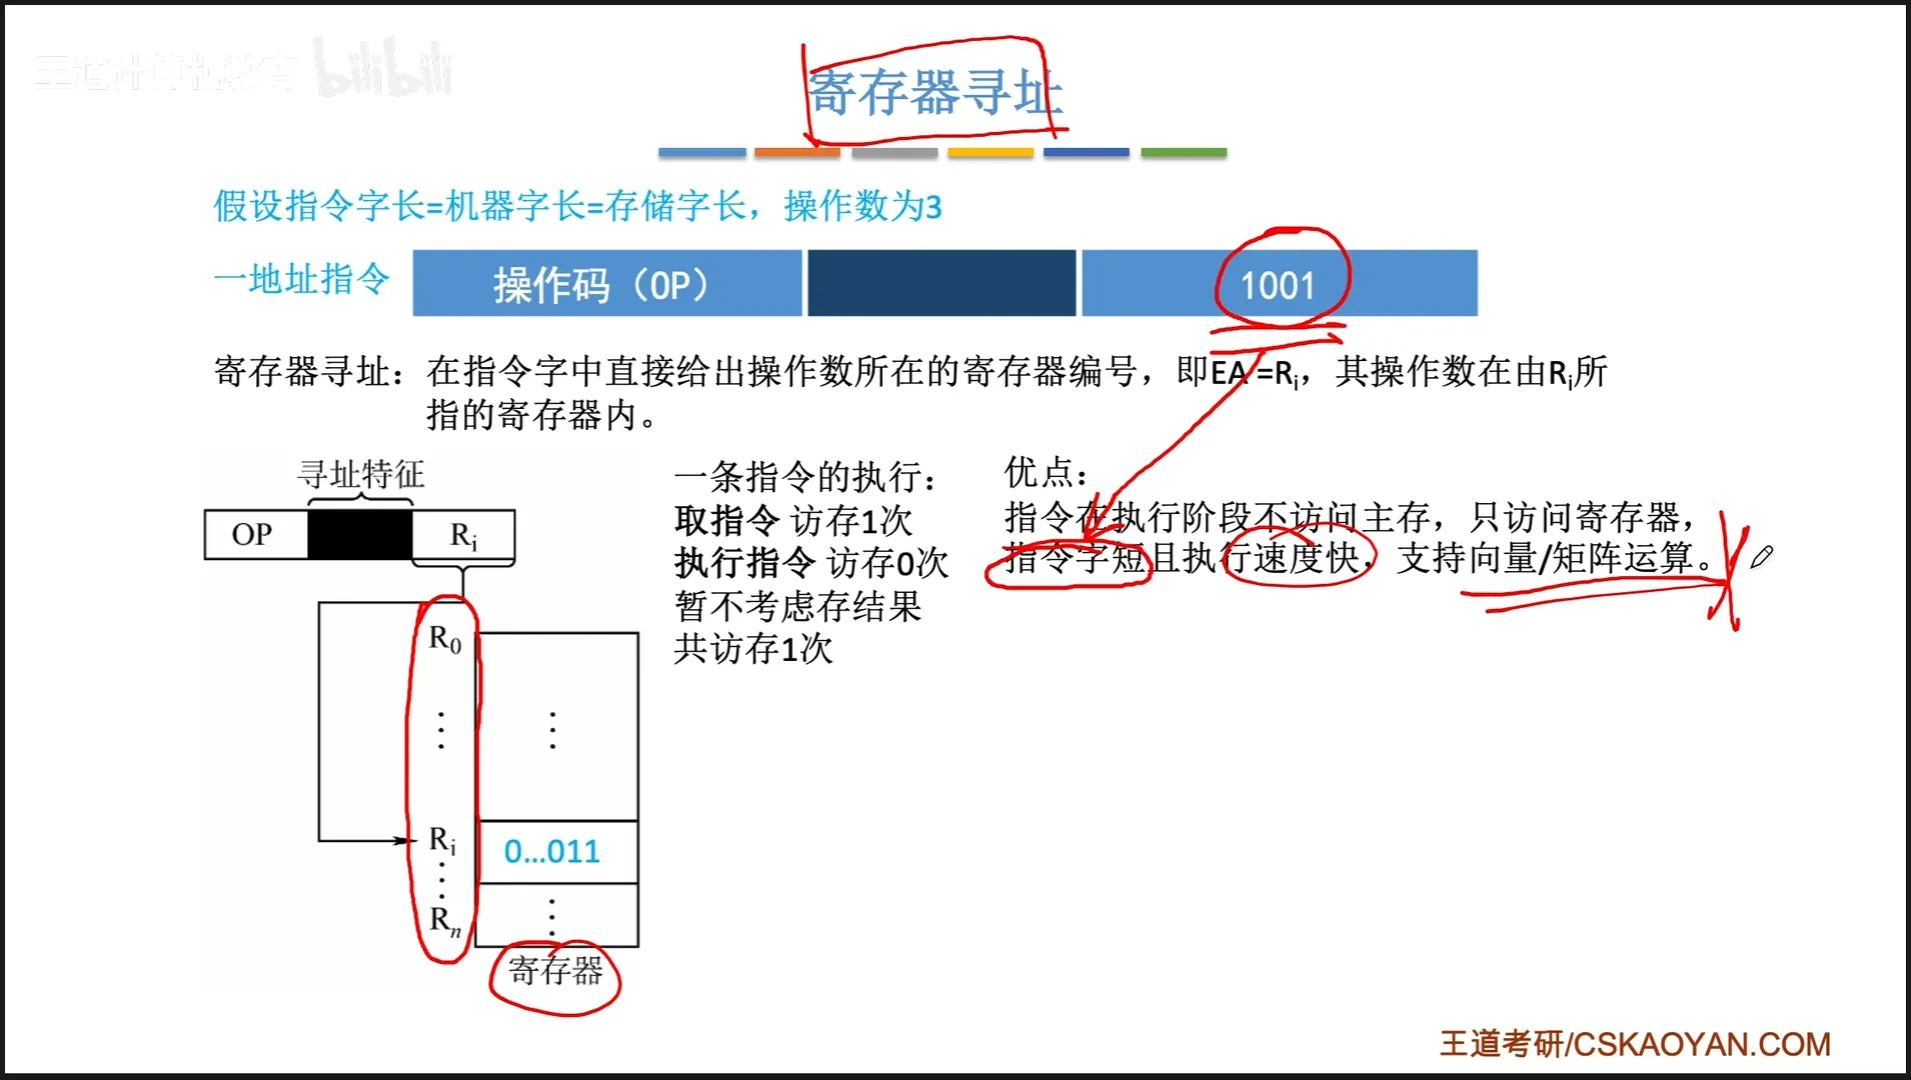 王道计算机教育 bilibili
寄存器寻址
假设指令字长=机器字长=存储字长，操作数为3
一地址指令 操作码（OP） 1001
寄存器寻址：在指令字中直接给出操作数所在的寄存器编号，即EA =Ri，其操作数在由Ri所
指的寄存器内。
寻址特征
OP Ri
R0
⋮ ⋮
Ri 0...011
⋮
Rn ⋮
寄存器
一条指令的执行：
取指令 访存1次
执行指令 访存0次
暂不考虑存结果
共访存1次
优点：
指令在执行阶段不访问主存，只访问寄存器，
指令字短且执行速度快，支持向量/矩阵运算。
王道考研/CSKAOYAN.COM